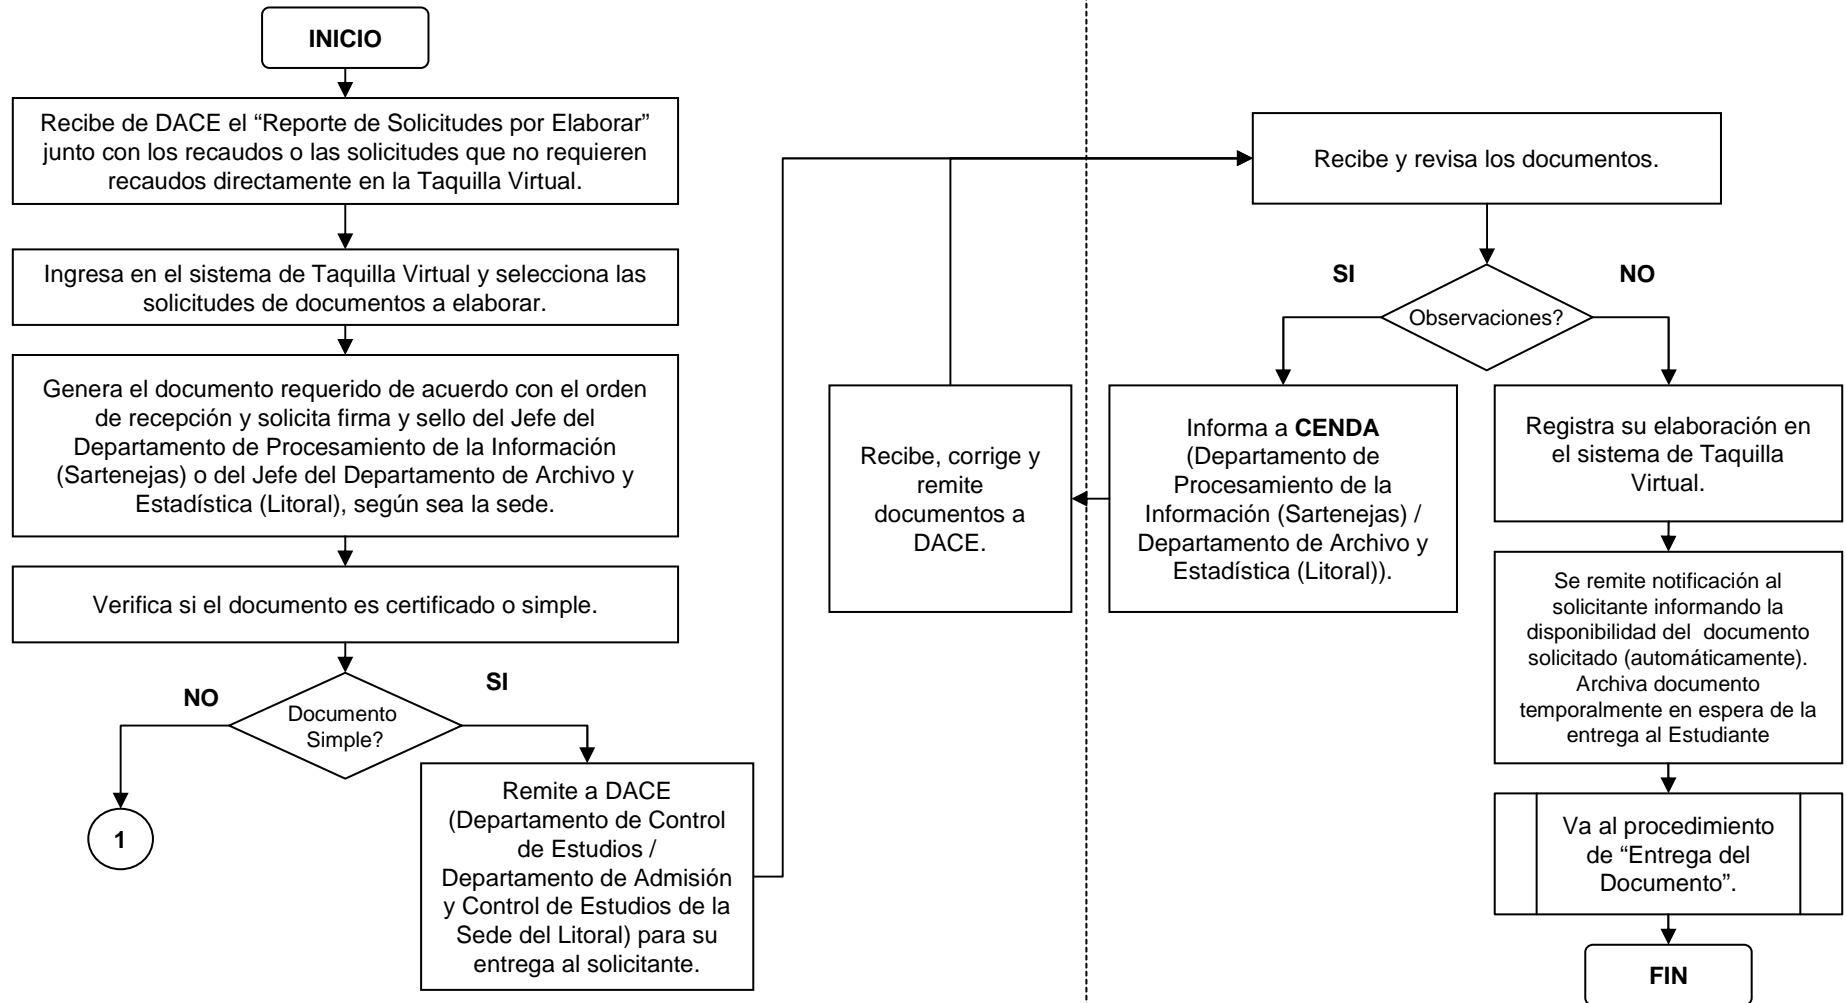 INICIO
Recibe de DACE el “Reporte de Solicitudes por Elaborar”
junto con los recaudos o las solicitudes que no requieren
recaudos directamente en la Taquilla Virtual.
Ingresa en el sistema de Taquilla Virtual y selecciona las
solicitudes de documentos a elaborar.
Genera el documento requerido de acuerdo con el orden
de recepción y solicita firma y sello del Jefe del
Departamento de Procesamiento de la Información
(Sartenejas) o del Jefe del Departamento de Archivo y
Estadística (Litoral), según sea la sede.
Verifica si el documento es certificado o simple.
NO
SI
Documento
Simple?
1
Remite a DACE
(Departamento de Control
de Estudios /
Departamento de Admisión
y Control de Estudios de la
Sede del Litoral) para su
entrega al solicitante.
Recibe y revisa los documentos.
SI
NO
Observaciones?
Recibe, corrige y
remite
documentos a
DACE.
Informa a CENDA
(Departamento de
Procesamiento de la
Información (Sartenejas) /
Departamento de Archivo y
Estadística (Litoral)).
Registra su elaboración en
el sistema de Taquilla
Virtual.
Se remite notificación al
solicitante informando la
disponibilidad del documento
solicitado (automáticamente).
Archiva documento
temporalmente en espera de la
entrega al Estudiante
Va al procedimiento
de “Entrega del
Documento”.
FIN